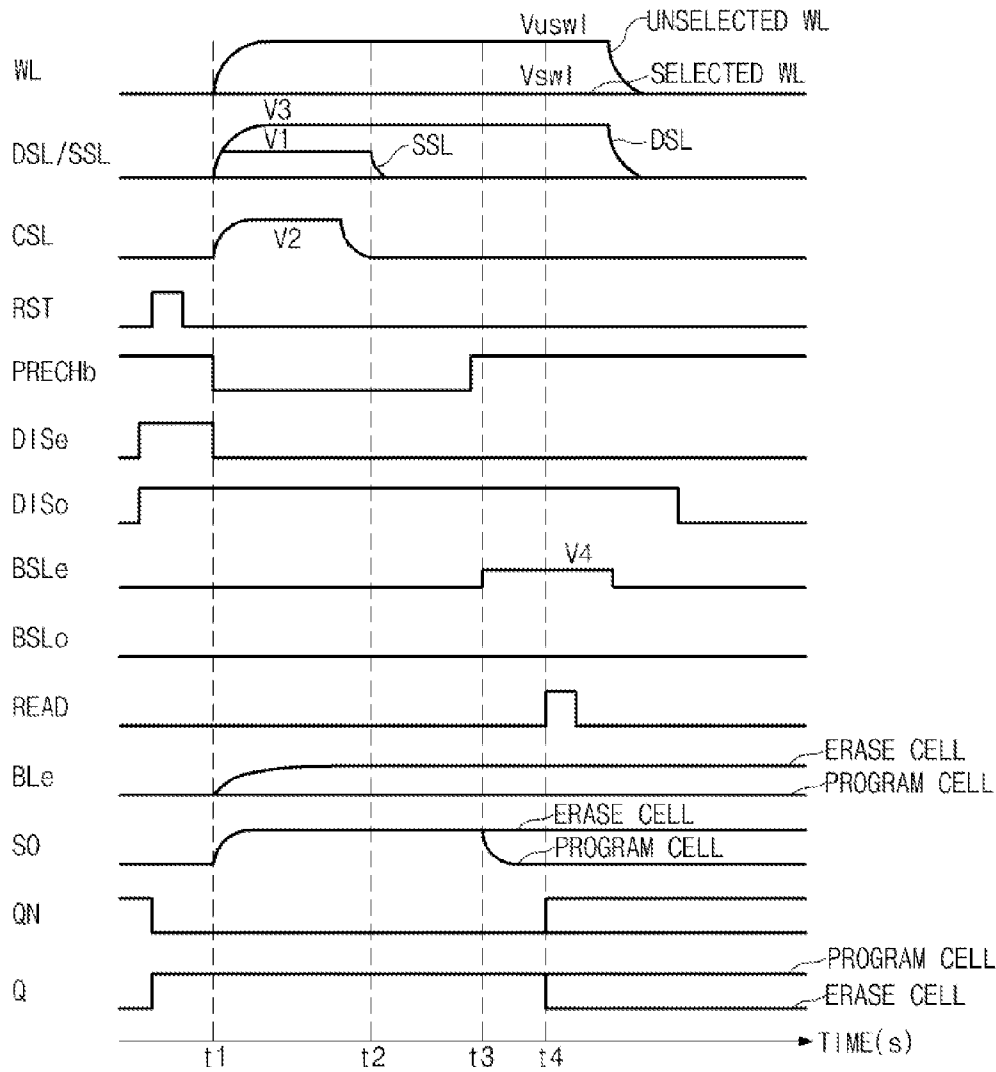 Vuswl
UNSELECTED WL
WL
Vswl
SELECTED WL
V3
V1
DSL/SSL
SSL
DSL
CSL
V2
RST
PRECHb
DISe
DISo
BSLe
V4
BSLo
READ
BLe
ERASE CELL
PROGRAM CELL
SO
ERASE CELL
PROGRAM CELL
QN
Q
PROGRAM CELL
ERASE CELL
t1
t2
t3
t4
TIME(s)